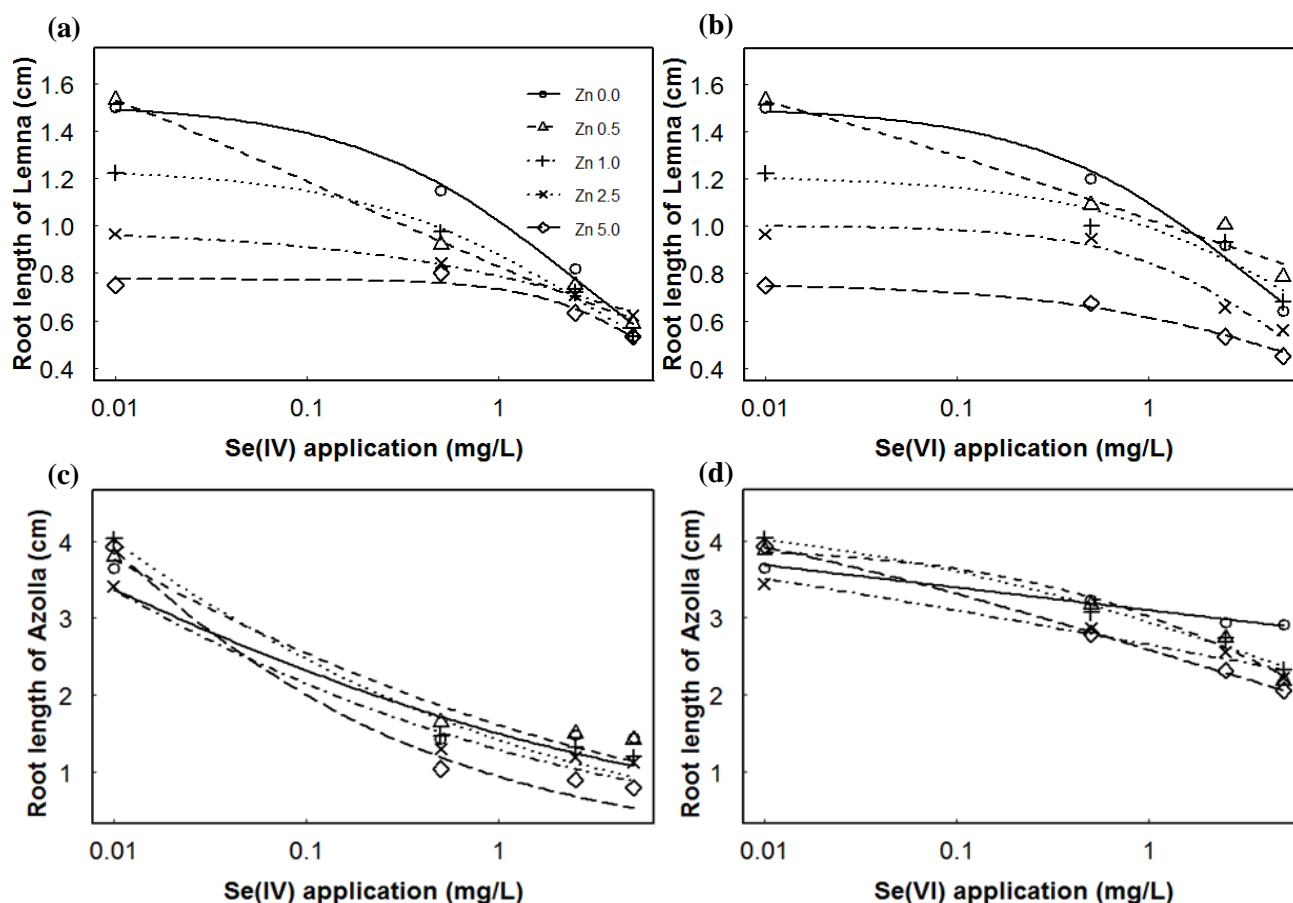 (a)
Root length of Lemna (cm)
1.6
1.4
1.2
1.0
0.8
0.6
0.4
Zn 0.0
Zn 0.5
Zn 1.0
Zn 2.5
Zn 5.0
0.01 0.1 1
Se(IV) application (mg/L)
(b)
Root length of Lemna (cm)
1.6
1.4
1.2
1.0
0.8
0.6
0.4
0.01 0.1 1
Se(VI) application (mg/L)
(c)
Root length of Azolla (cm)
4
3
2
1
0.01 0.1 1
Se(IV) application (mg/L)
(d)
Root length of Azolla (cm)
4
3
2
1
0.01 0.1 1
Se(VI) application (mg/L)